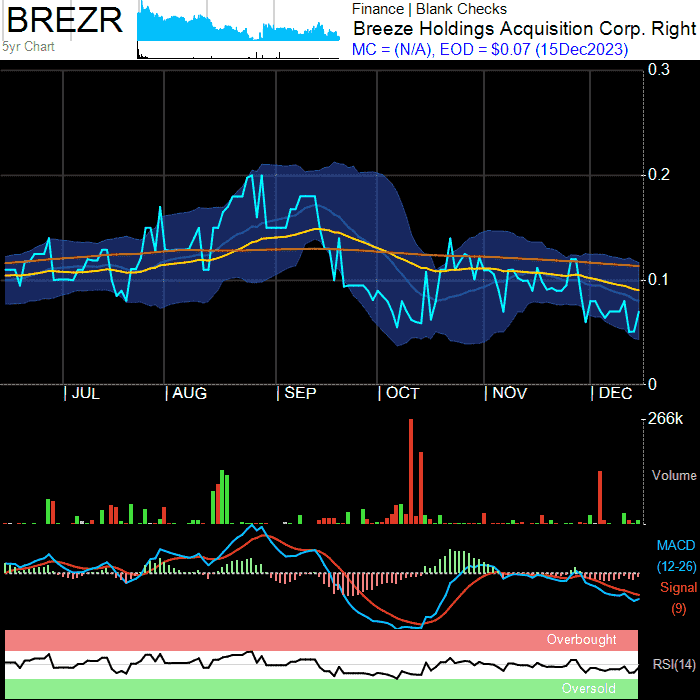 BREZR
5yr Chart
Finance | Blank Checks
Breeze Holdings Acquisition Corp. Right
MC = (N/A), EOD = $0.07 (15Dec2023)
0.3
0.2
0.1
0
| JUL | AUG | SEP | OCT | NOV | DEC
266k
Volume
MACD
(12-26)
Signal
(9)
Overbought
RSI(14)
Oversold